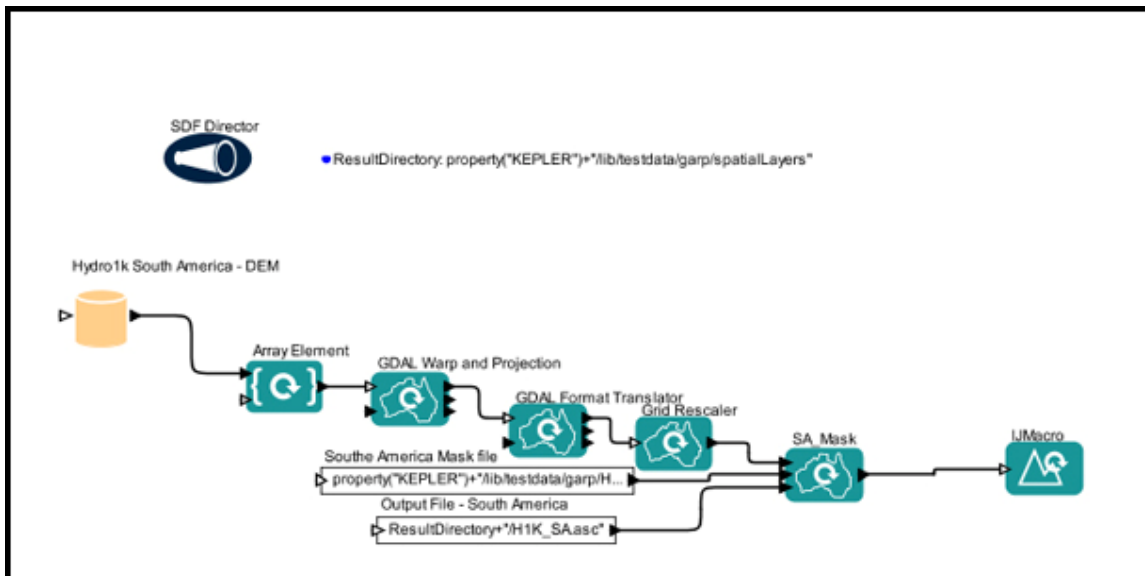 SDF Director
ResultDirectory: property("KEPLER")+"/lib/testdata/garp/spatialLayers"
Hydro1k South America - DEM
Array Element
GDAL Warp and Projection
GDAL Format Translator
Grid Rescaler
SA_Mask
IJMacro
Southe America Mask file
property("KEPLER")+"/lib/testdata/garp/H...
Output File - South America
ResultDirectory+"/H1K_SA.asc"